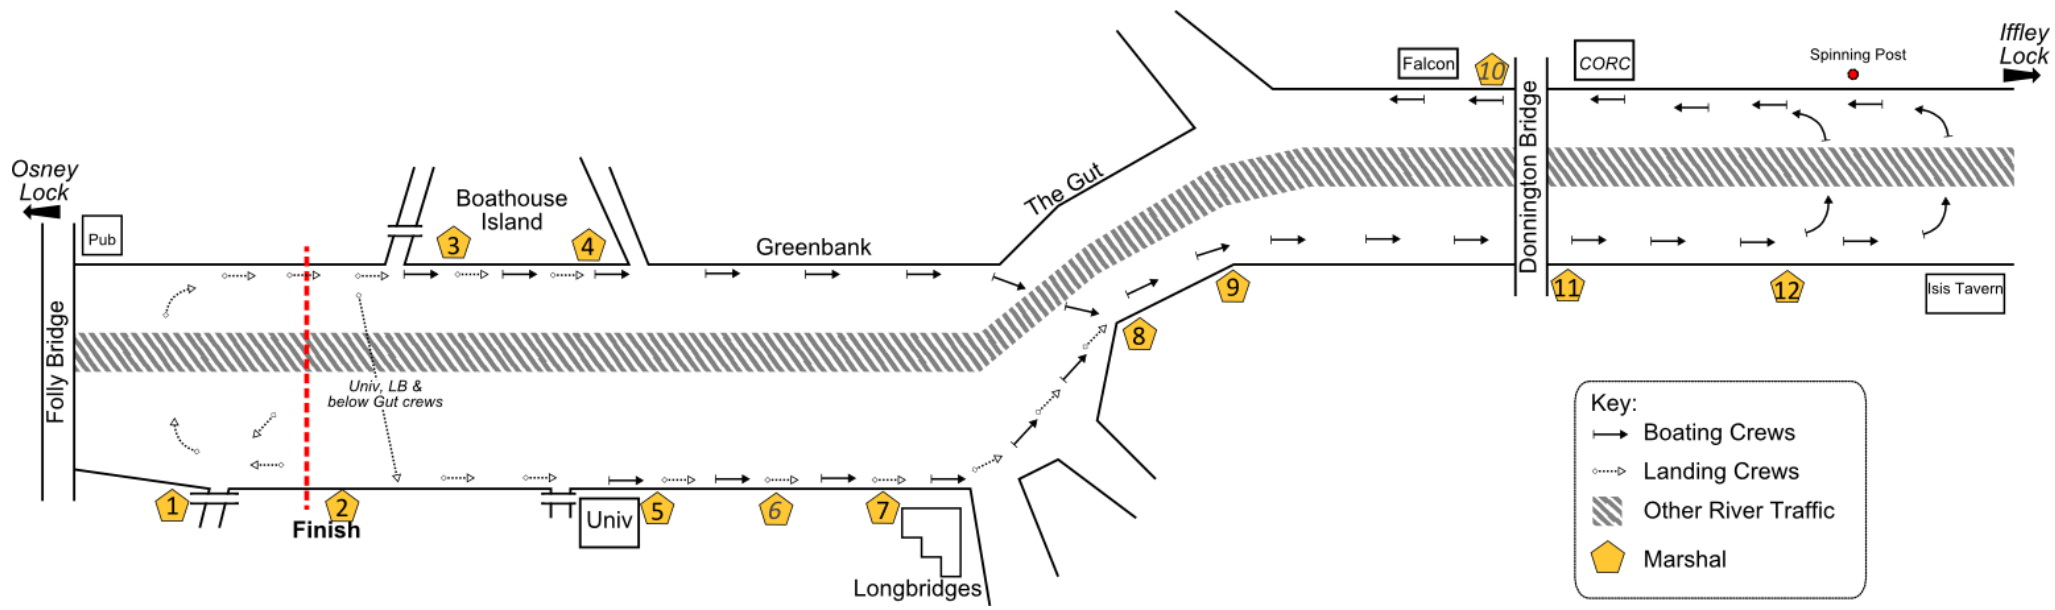 Osney
Lock
Pub
Folly Bridge
1
2
Finish
3
4
Boathouse
Island
Greenbank
Univ, LB &
below Gut crews
Univ
5
6
7
Longbridges
The Gut
8
9
Falcon
10
Donnington Bridge
CORC
Spinning Post
Iffley
Lock
11
12
Isis Tavern
Key:
Boating Crews
Landing Crews
Other River Traffic
Marshal